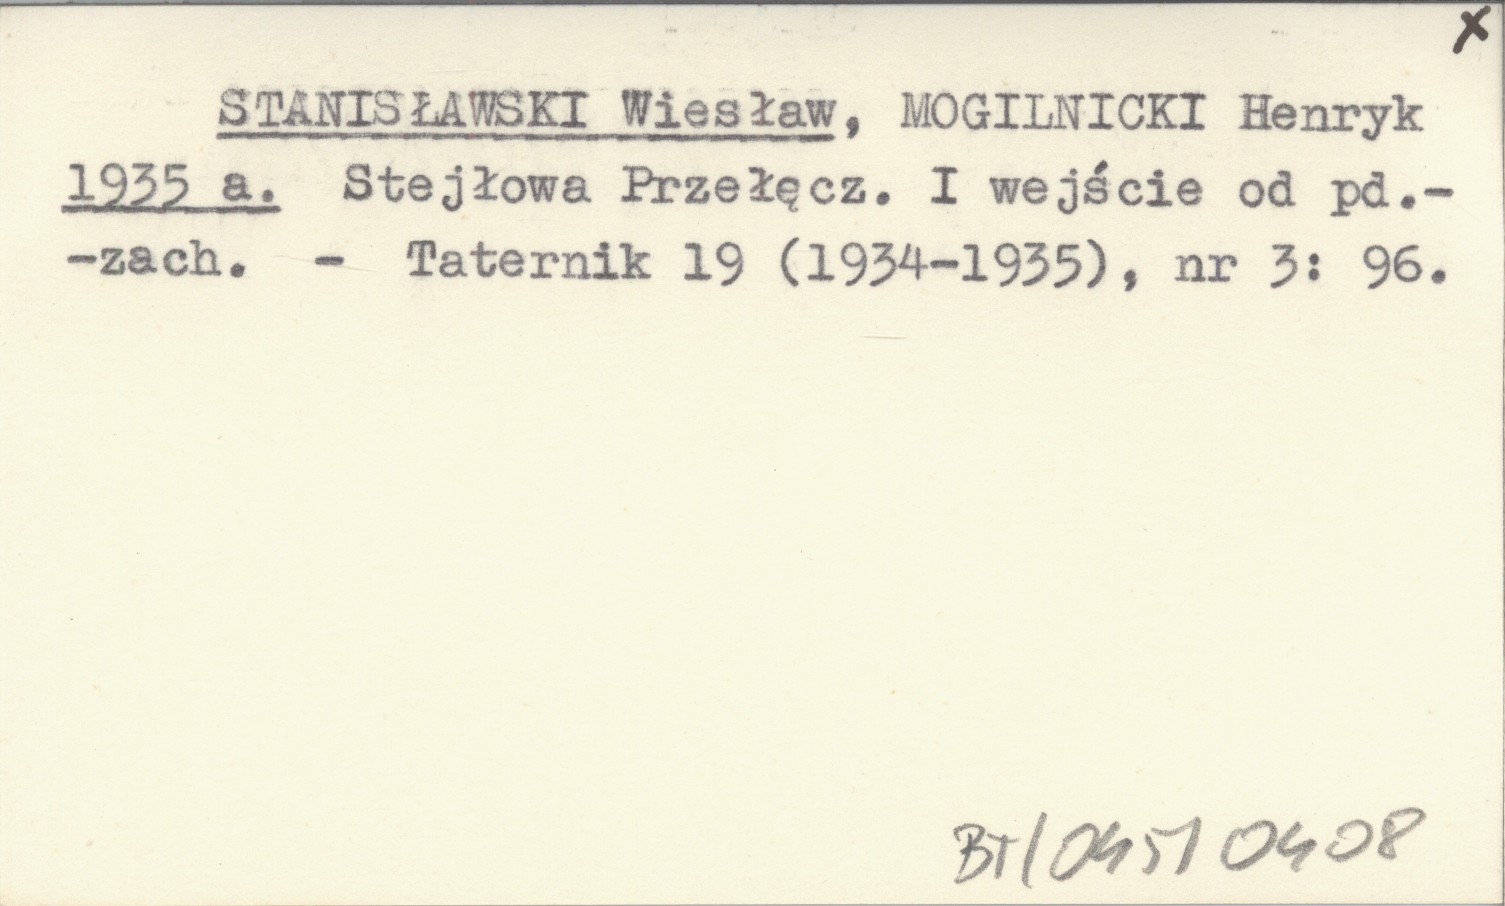 x
STANISŁAWSKI Wiesław, MOGILNICKI Henryk
1935 a. Stejłowa Przełęcz. I wejście od pd.-
-zach. - Taternik 19 (1934-1935), nr 3: 96.
BT/0451 0408